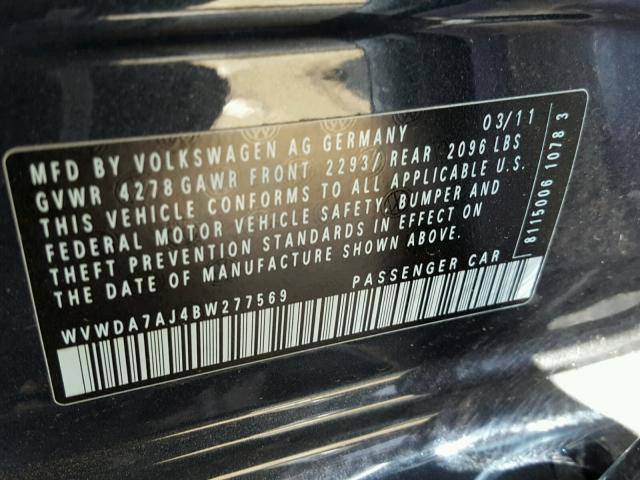 MFD BY VOLKSWAGEN AG GERMANY 03/11
GVWR 4278 GAWR FRONT 2293/ REAR 2096 LBS
THIS VEHICLE CONFORMS TO ALL APPLICABLE U.S.
FEDERAL MOTOR VEHICLE SAFETY, BUMPER AND
THEFT PREVENTION STANDARDS IN EFFECT ON
THE DATE OF MANUFACTURE SHOWN ABOVE.
WVWDA7AJ4BW277569 PASSENGER CAR
8115006 1078 3